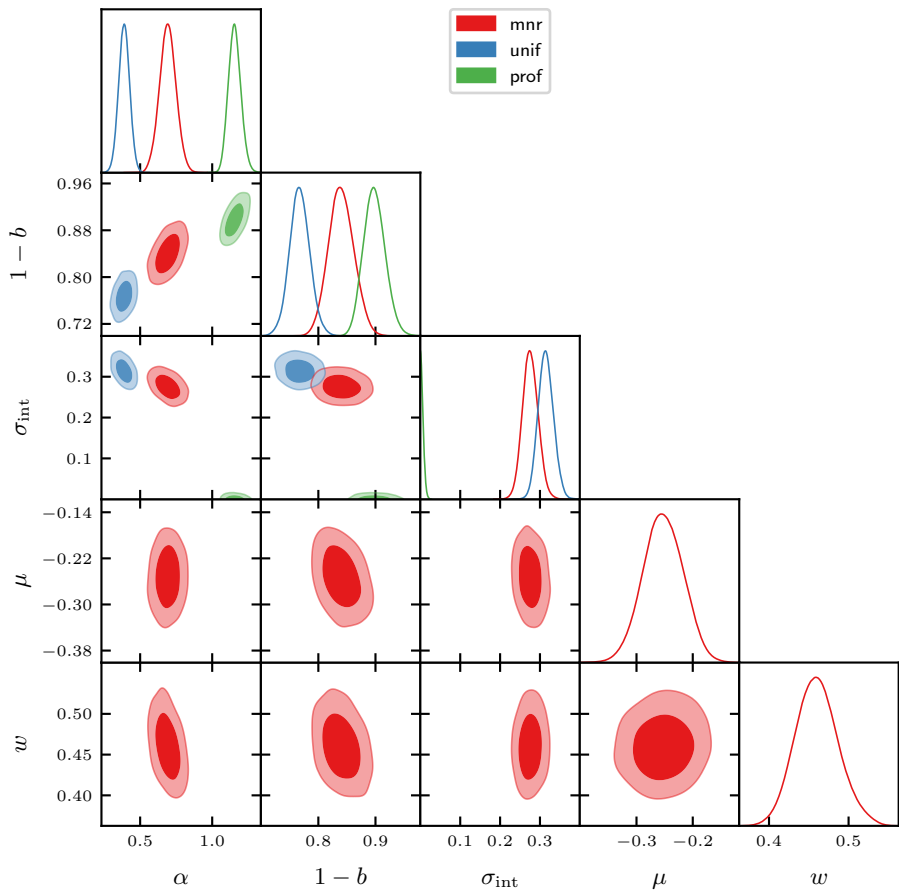 mnr
unif
prof
0.96
0.88
0.80
0.72
1 − b
0.3
0.2
0.1
σint
−0.14
−0.22
−0.30
−0.38
μ
0.50
0.45
0.40
w
0.5 1.0 0.8 0.9 0.1 0.2 0.3 −0.3 −0.2 0.4 0.5
α 1 − b σint μ w